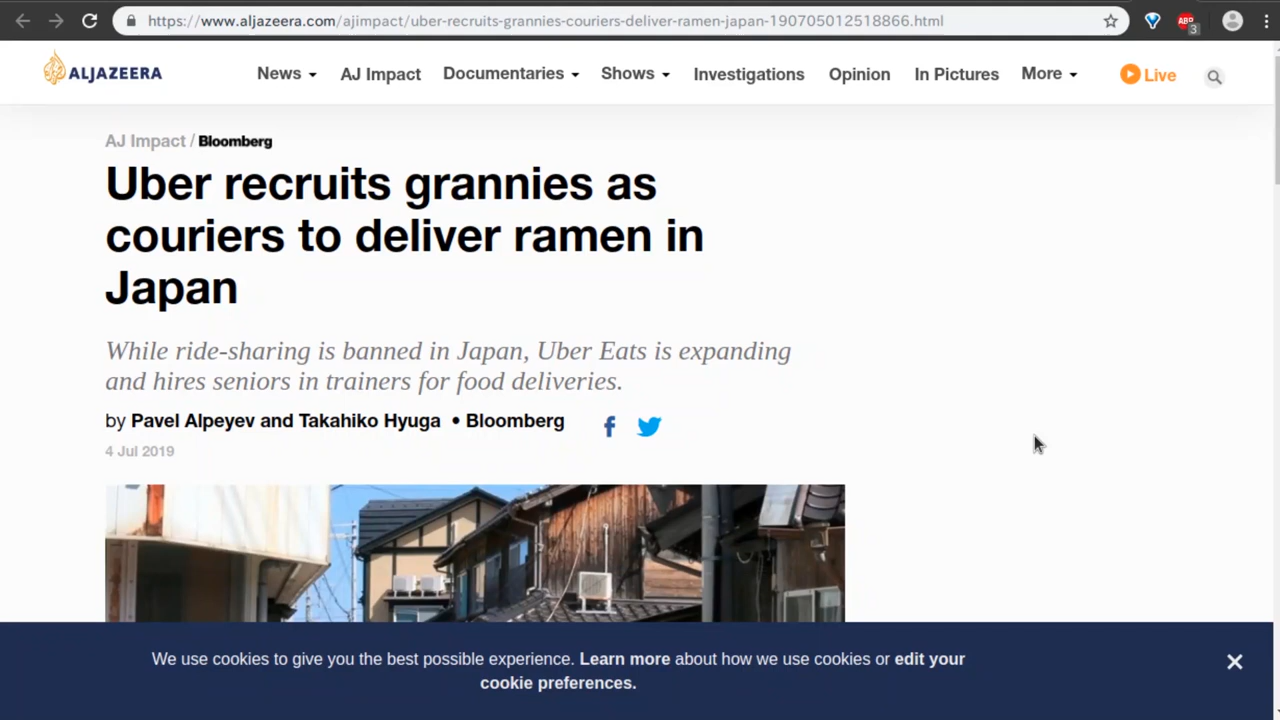 https://www.aljazeera.com/ajimpact/uber-recruits-grannies-couriers-deliver-ramen-japan-190705012518866.html
ABP
3
ALJAZEERA
News
AJ Impact
Documentaries
Shows
Investigations
Opinion
In Pictures
More
Live
AJ Impact / Bloomberg
Uber recruits grannies as
couriers to deliver ramen in
Japan
While ride-sharing is banned in Japan, Uber Eats is expanding
and hires seniors in trainers for food deliveries.
by Pavel Alpeyev and Takahiko Hyuga • Bloomberg
4 Jul 2019
We use cookies to give you the best possible experience. Learn more about how we use cookies or edit your
cookie preferences.